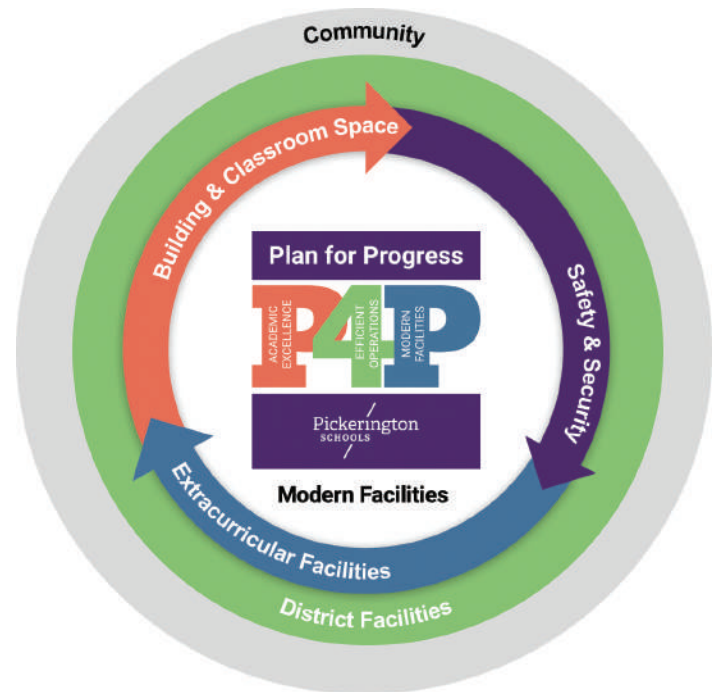 Community
Building & Classroom Space
Safety & Security
Plan for Progress
P4P
ACADEMIC
EXCELLENCE
EFFICIENT
OPERATIONS
MODERN
FACILITIES
Pickerington
SCHOOLS
Modern Facilities
Extracurricular Facilities
District Facilities